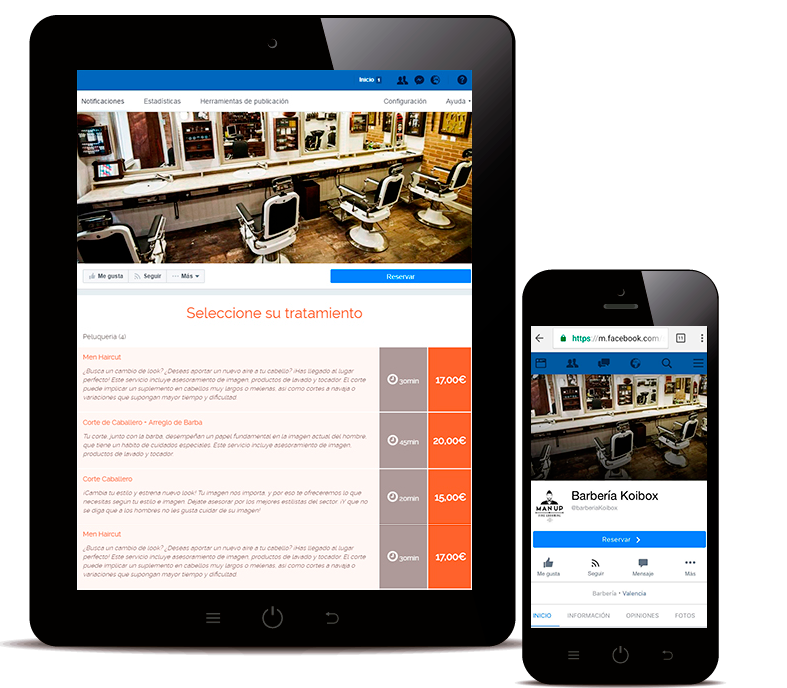 Inicio 1
Notificaciones Estadísticas Herramientas de publicación Configuración Ayuda
Me gusta Seguir Más Reservar
Seleccione su tratamiento
Peluqueria (4)
Men Haircut
¿Busca un cambio de look? ¿Deseas aportar un nuevo aire a tu cabello? ¡Has llegado al lugar
perfecto! Este servicio incluye asesoramiento de imagen, productos de lavado y tocador. El corte
puede implicar un suplemento en cabellos muy largos o melenas, así como cortes a navaja o
variaciones que supongan mayor tiempo y dificultad.
30min 17,00€
Corte de Caballero + Arreglo de Barba
Tu corte, junto con la barba, desempeñan un papel fundamental en la imagen actual del hombre,
que tiene un hábito de cuidados especiales. Este servicio incluye asesoramiento de imagen,
productos de lavado y tocador.
45min 20,00€
Corte Caballero
¡Cambia tu estilo y estrena nuevo look! Tu imagen nos importa, y por eso te ofreceremos lo que
necesitas según tu estilo e imagen. Déjate asesorar por los mejores estilistas del sector. ¡Y que no
se diga que a los hombres no les gusta cuidar de su imagen!
20min 15,00€
Men Haircut
¿Busca un cambio de look? ¿Deseas aportar un nuevo aire a tu cabello? ¡Has llegado al lugar
perfecto! Este servicio incluye asesoramiento de imagen, productos de lavado y tocador. El corte
puede implicar un suplemento en cabellos muy largos o melenas, así como cortes a navaja o
variaciones que supongan mayor tiempo y dificultad.
30min 17,00€
https://m.facebook.com
11
MAN UP
Barbería Koibox
@barberiaKoibox
Reservar
Me gusta Seguir Mensaje Más
Barbería • Valencia
INICIO INFORMACIÓN OPINIONES FOTOS